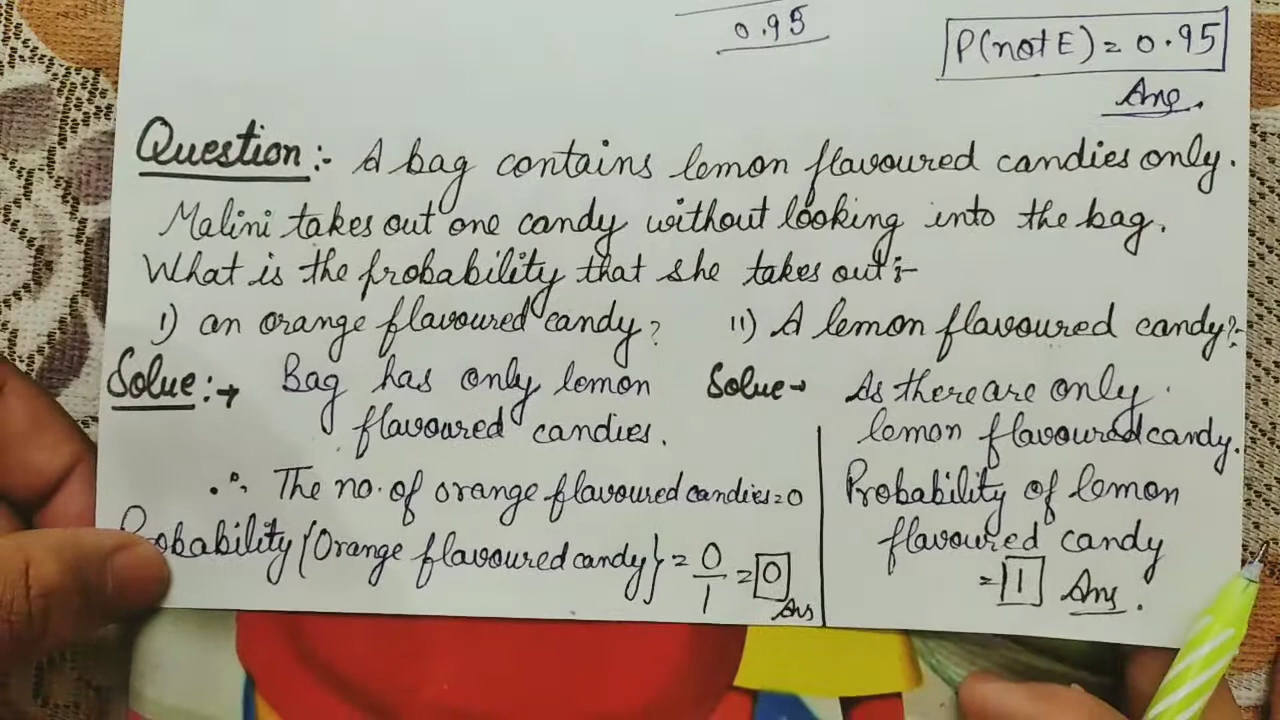 0.95
P(not E) = 0.95
Ans.
Question:- A bag contains lemon flavoured candies only.
Malini takes out one candy without looking into the bag.
What is the probability that she takes out:-
i) an orange flavoured candy? ii) A lemon flavoured candy?:-
Solve:→ Bag has only lemon
flavoured candies.
∴ The no. of orange flavoured candies=0
Probability {Orange flavoured candy} = 0/1 = 0
Ans
Solve→ As there are only
lemon flavoured candy.
Probability of lemon
flavoured candy
= 1 Ans.